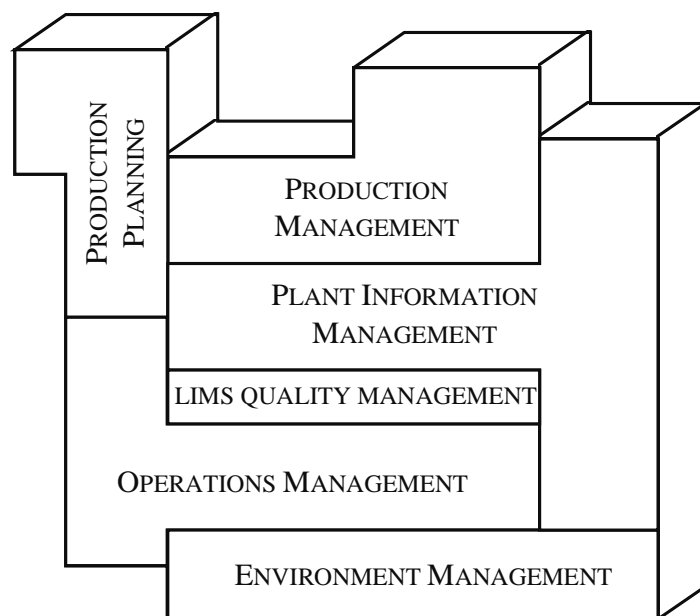 PRODUCTION
PLANNING
PRODUCTION
MANAGEMENT
PLANT INFORMATION
MANAGEMENT
LIMS QUALITY MANAGEMENT
OPERATIONS MANAGEMENT
ENVIRONMENT MANAGEMENT